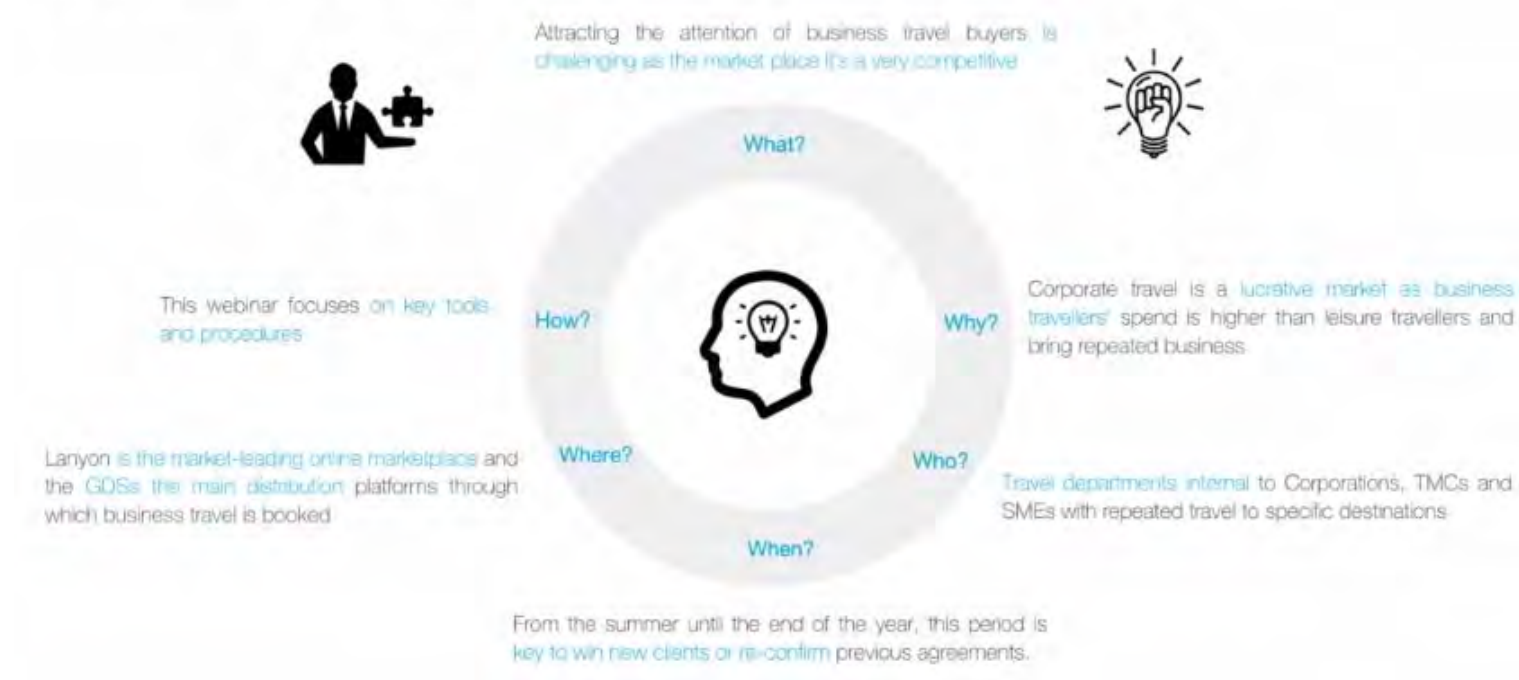 Attracting the attention of business travel buyers is
challenging as the market place it's a very competitive
What?
This webinar focuses on key tools
and procedures
How?
Why?
Corporate travel is a lucrative market as business
travellers' spend is higher than leisure travellers and
bring repeated business
Lanyon is the market-leading online marketplace and
the GDSs the main distribution platforms through
which business travel is booked
Where?
Who?
Travel departments internal to Corporations, TMCs and
SMEs with repeated travel to specific destinations
When?
From the summer until the end of the year, this period is
key to win new clients or re-confirm previous agreements.